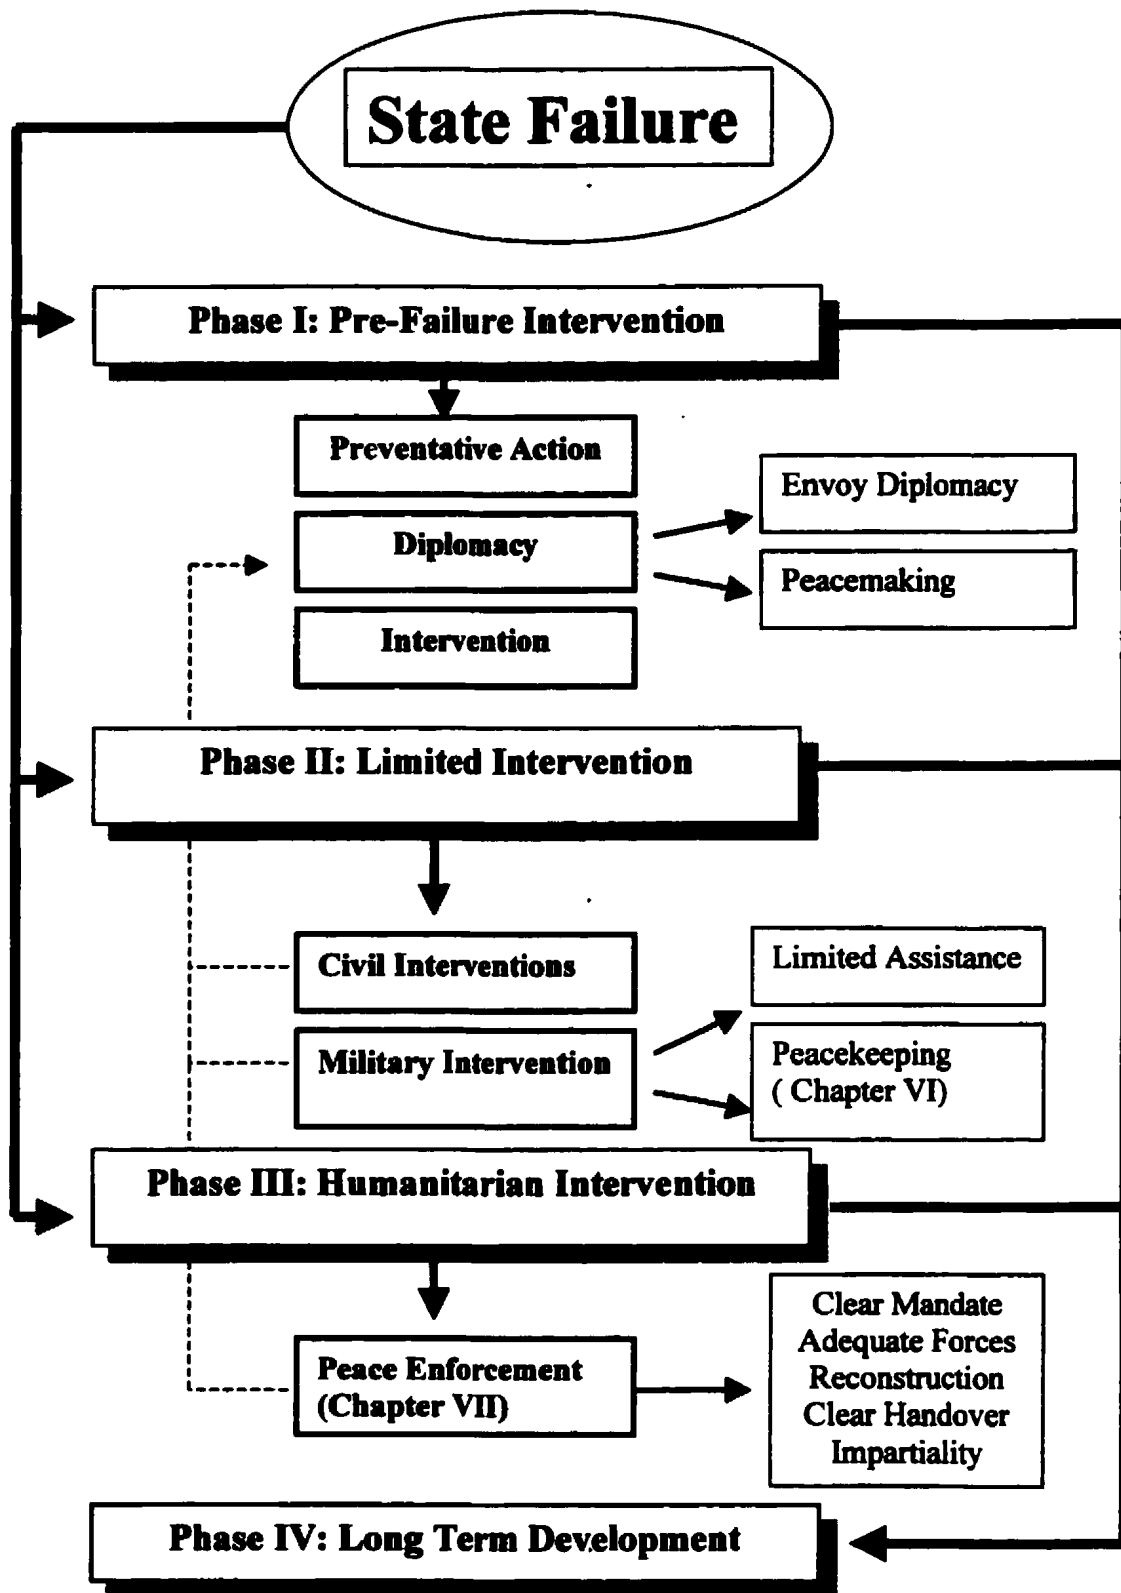 State Failure
Phase I: Pre-Failure Intervention
Preventative Action
Diplomacy
Intervention
Envoy Diplomacy
Peacemaking
Phase II: Limited Intervention
Civil Interventions
Military Intervention
Limited Assistance
Peacekeeping
( Chapter VI)
Phase III: Humanitarian Intervention
Peace Enforcement
(Chapter VII)
Clear Mandate
Adequate Forces
Reconstruction
Clear Handover
Impartiality
Phase IV: Long Term Development